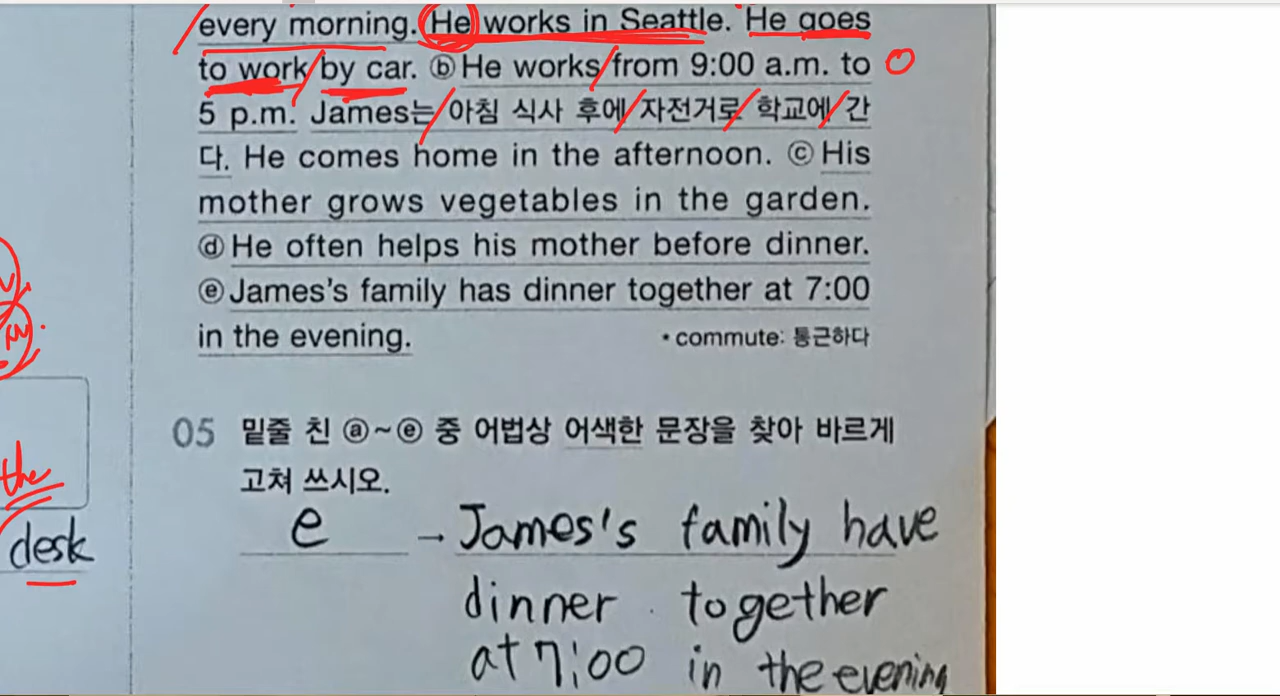 every morning. He works in Seattle. He goes
to work by car. ⓑ He works from 9:00 a.m. to
5 p.m. James는 아침 식사 후에 자전거로 학교에 간
다. He comes home in the afternoon. ⓒ His
mother grows vegetables in the garden.
ⓓ He often helps his mother before dinner.
ⓔ James's family has dinner together at 7:00
in the evening.
• commute: 통근하다
the
desk
05 밑줄 친 ⓐ~ⓔ 중 어법상 어색한 문장을 찾아 바르게
고쳐 쓰시오.
e → James's family have
dinner together
at 7:00 in the evening